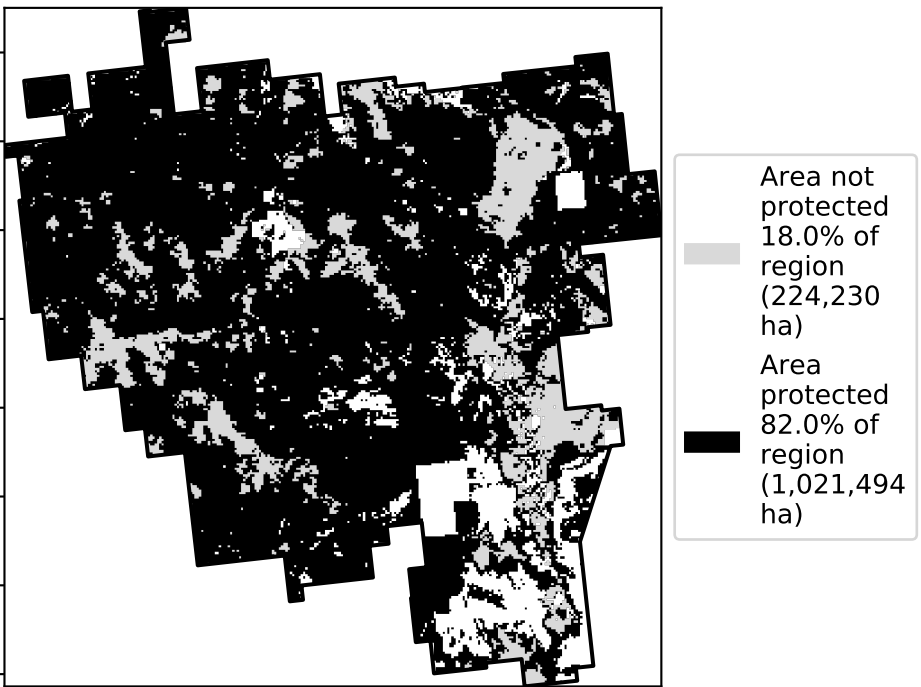 Area not
protected
18.0% of
region
(224,230
ha)
Area
protected
82.0% of
region
(1,021,494
ha)